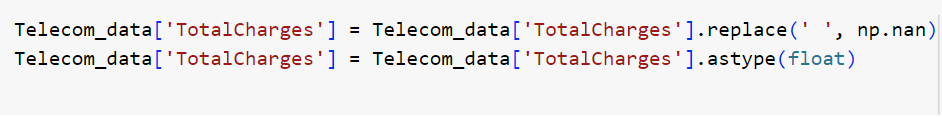 Telecom_data['TotalCharges'] = Telecom_data['TotalCharges'].replace(' ', np.nan)
Telecom_data['TotalCharges'] = Telecom_data['TotalCharges'].astype(float)